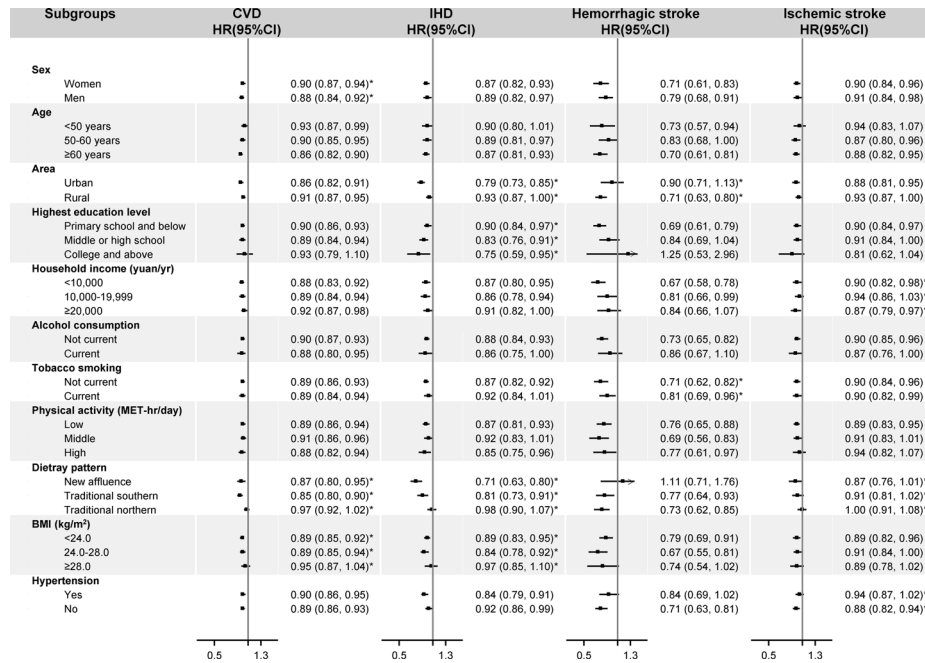 Subgroups CVD IHD Hemorrhagic stroke Ischemic stroke
HR(95%CI) HR(95%CI) HR(95%CI) HR(95%CI)
Sex
Women 0.90 (0.87, 0.94)* 0.87 (0.82, 0.93) 0.71 (0.61, 0.83) 0.90 (0.84, 0.96)
Men 0.88 (0.84, 0.92)* 0.89 (0.82, 0.97) 0.79 (0.68, 0.91) 0.91 (0.84, 0.98)
Age
<50 years 0.93 (0.87, 0.99) 0.90 (0.80, 1.01) 0.73 (0.57, 0.94) 0.94 (0.83, 1.07)
50-60 years 0.90 (0.85, 0.95) 0.89 (0.81, 0.97) 0.83 (0.68, 1.00) 0.87 (0.80, 0.96)
≥60 years 0.86 (0.82, 0.90) 0.87 (0.81, 0.93) 0.70 (0.61, 0.81) 0.88 (0.82, 0.95)
Area
Urban 0.86 (0.82, 0.91) 0.79 (0.73, 0.85)* 0.90 (0.71, 1.13)* 0.88 (0.81, 0.95)
Rural 0.91 (0.87, 0.95) 0.93 (0.87, 1.00)* 0.71 (0.63, 0.80)* 0.93 (0.87, 1.00)
Highest education level
Primary school and below 0.90 (0.86, 0.93) 0.90 (0.84, 0.97)* 0.69 (0.61, 0.79) 0.90 (0.84, 0.97)
Middle or high school 0.89 (0.84, 0.94) 0.83 (0.76, 0.91)* 0.84 (0.69, 1.04) 0.91 (0.84, 1.00)
College and above 0.93 (0.79, 1.10) 0.75 (0.59, 0.95)* 1.25 (0.53, 2.96) 0.81 (0.62, 1.04)
Household income (yuan/yr)
<10,000 0.88 (0.83, 0.92) 0.87 (0.80, 0.95) 0.67 (0.58, 0.78) 0.90 (0.82, 0.98)*
10,000-19,999 0.89 (0.84, 0.94) 0.86 (0.78, 0.94) 0.81 (0.66, 0.99) 0.94 (0.86, 1.03)*
≥20,000 0.92 (0.87, 0.98) 0.91 (0.82, 1.00) 0.84 (0.66, 1.07) 0.87 (0.79, 0.97)*
Alcohol consumption
Not current 0.90 (0.87, 0.93) 0.88 (0.84, 0.93) 0.73 (0.65, 0.82) 0.90 (0.85, 0.96)
Current 0.88 (0.80, 0.95) 0.86 (0.75, 1.00) 0.86 (0.67, 1.10) 0.87 (0.76, 1.00)
Tobacco smoking
Not current 0.89 (0.86, 0.93) 0.87 (0.82, 0.92) 0.71 (0.62, 0.82)* 0.90 (0.84, 0.96)
Current 0.89 (0.84, 0.94) 0.92 (0.84, 1.01) 0.81 (0.69, 0.96)* 0.90 (0.82, 0.99)
Physical activity (MET-hr/day)
Low 0.89 (0.86, 0.94) 0.87 (0.81, 0.93) 0.76 (0.65, 0.88) 0.89 (0.83, 0.95)
Middle 0.91 (0.86, 0.96) 0.92 (0.83, 1.01) 0.69 (0.56, 0.83) 0.91 (0.83, 1.01)
High 0.88 (0.82, 0.94) 0.85 (0.75, 0.96) 0.77 (0.61, 0.97) 0.94 (0.82, 1.07)
Dietray pattern
New affluence 0.87 (0.80, 0.95)* 0.71 (0.63, 0.80)* 1.11 (0.71, 1.76) 0.87 (0.76, 1.01)*
Traditional southern 0.85 (0.80, 0.90)* 0.81 (0.73, 0.91)* 0.77 (0.64, 0.93) 0.91 (0.81, 1.02)*
Traditional northern 0.97 (0.92, 1.02)* 0.98 (0.90, 1.07)* 0.73 (0.62, 0.85) 1.00 (0.91, 1.08)*
BMI (kg/m²)
<24.0 0.89 (0.85, 0.92)* 0.89 (0.83, 0.95)* 0.79 (0.69, 0.91) 0.89 (0.82, 0.96)
24.0-28.0 0.89 (0.85, 0.94)* 0.84 (0.78, 0.92)* 0.67 (0.55, 0.81) 0.91 (0.84, 1.00)
≥28.0 0.95 (0.87, 1.04)* 0.97 (0.85, 1.10)* 0.74 (0.54, 1.02) 0.89 (0.78, 1.02)
Hypertension
Yes 0.90 (0.86, 0.95) 0.84 (0.79, 0.91) 0.84 (0.69, 1.02) 0.94 (0.87, 1.02)*
No 0.89 (0.86, 0.93) 0.92 (0.86, 0.99) 0.71 (0.63, 0.81) 0.88 (0.82, 0.94)*
0.5 1 1.3 0.5 1 1.3 0.5 1 1.3 0.5 1 1.3